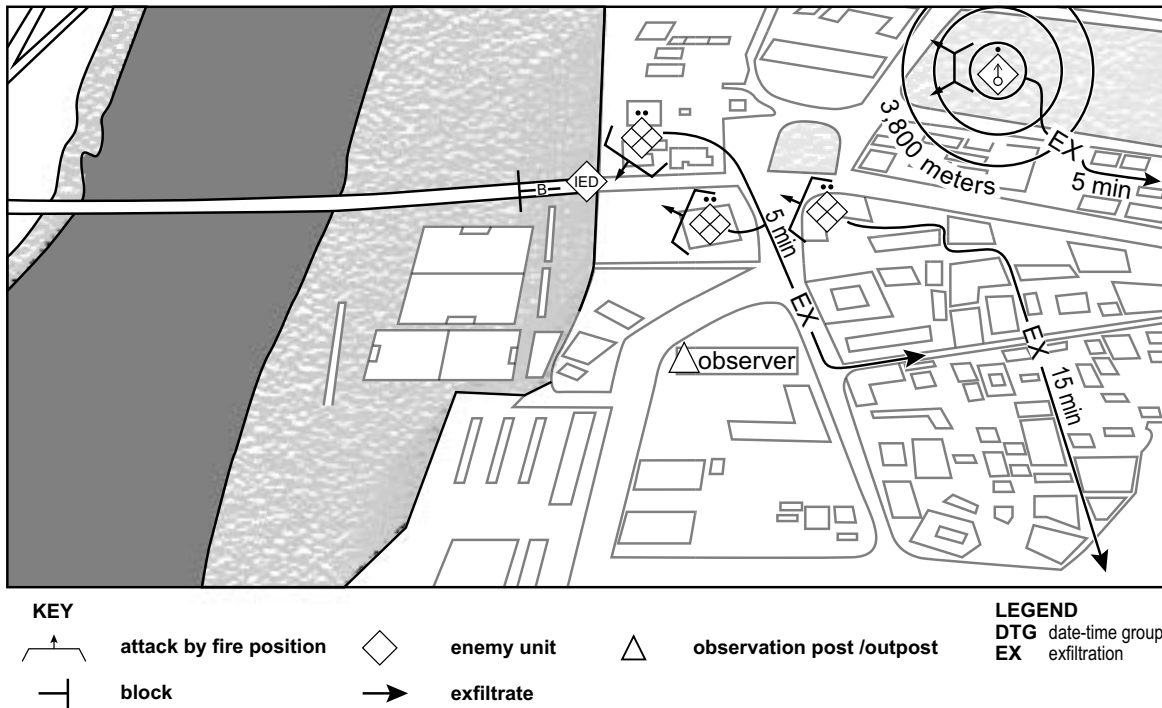 3,800 meters
EX
5 min
IED
B
5 min
EX
observer
EX
15 min
KEY
attack by fire position
enemy unit
observation post /outpost
block
exfiltrate
LEGEND
DTG date-time group
EX exfiltration